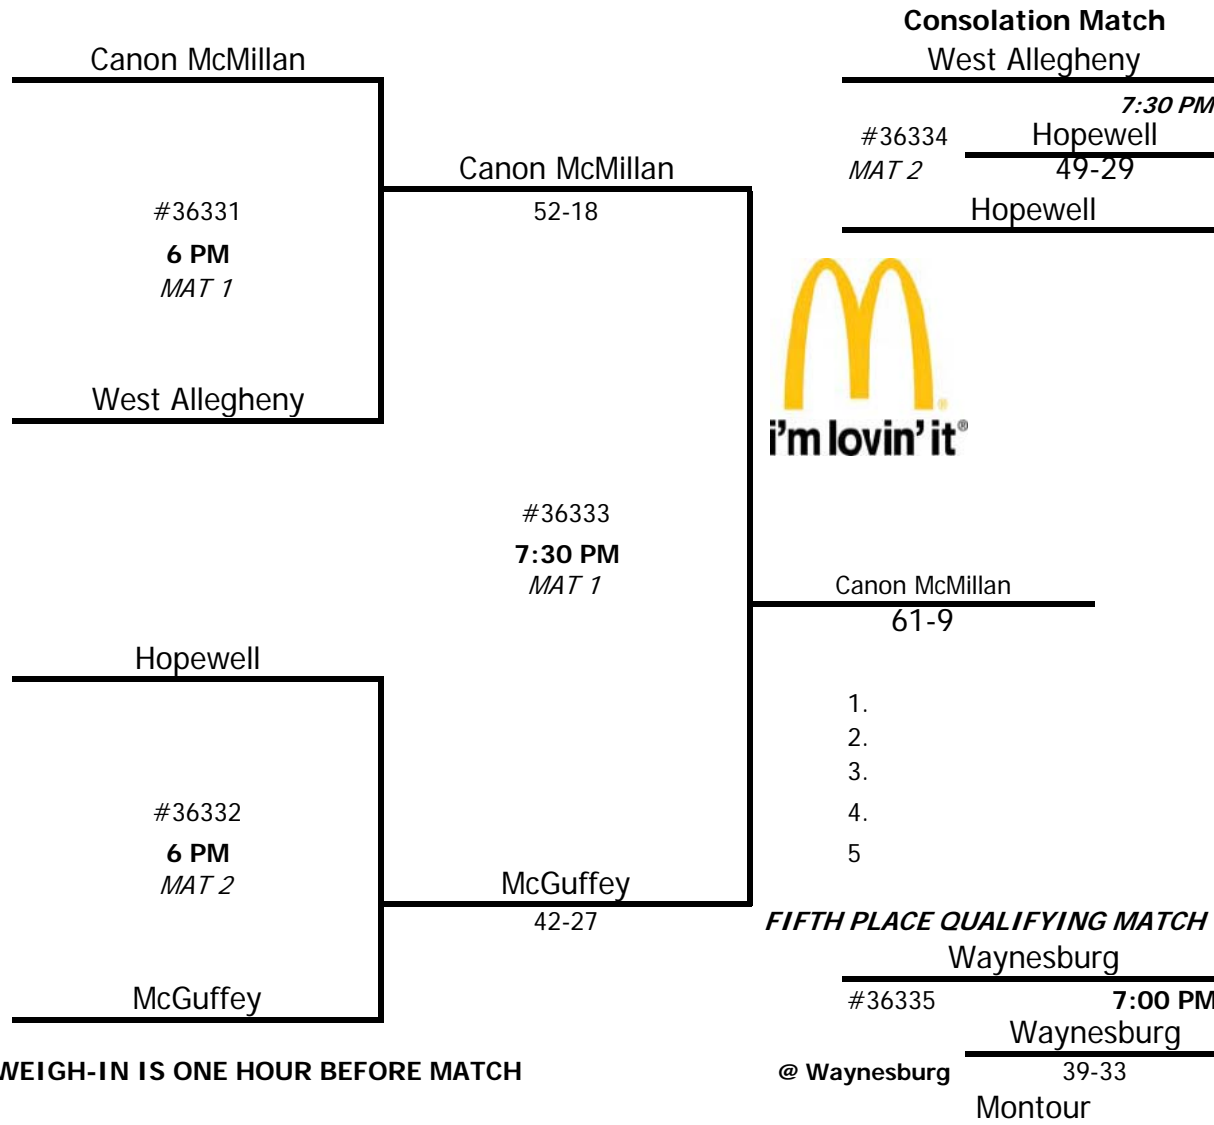 Consolation Match
Canon McMillan
West Allegheny
7:30 PM
#36334
Hopewell
MAT 2
49-29
Hopewell
Canon McMillan
52-18
#36331
6 PM
MAT 1
West Allegheny
i'm lovin' it®
#36333
7:30 PM
MAT 1
Canon McMillan
61-9
Hopewell
1.
2.
3.
4.
5
#36332
6 PM
MAT 2
McGuffey
42-27
McGuffey
FIFTH PLACE QUALIFYING MATCH
Waynesburg
#36335
7:00 PM
Waynesburg
@ Waynesburg
39-33
Montour
WEIGH-IN IS ONE HOUR BEFORE MATCH